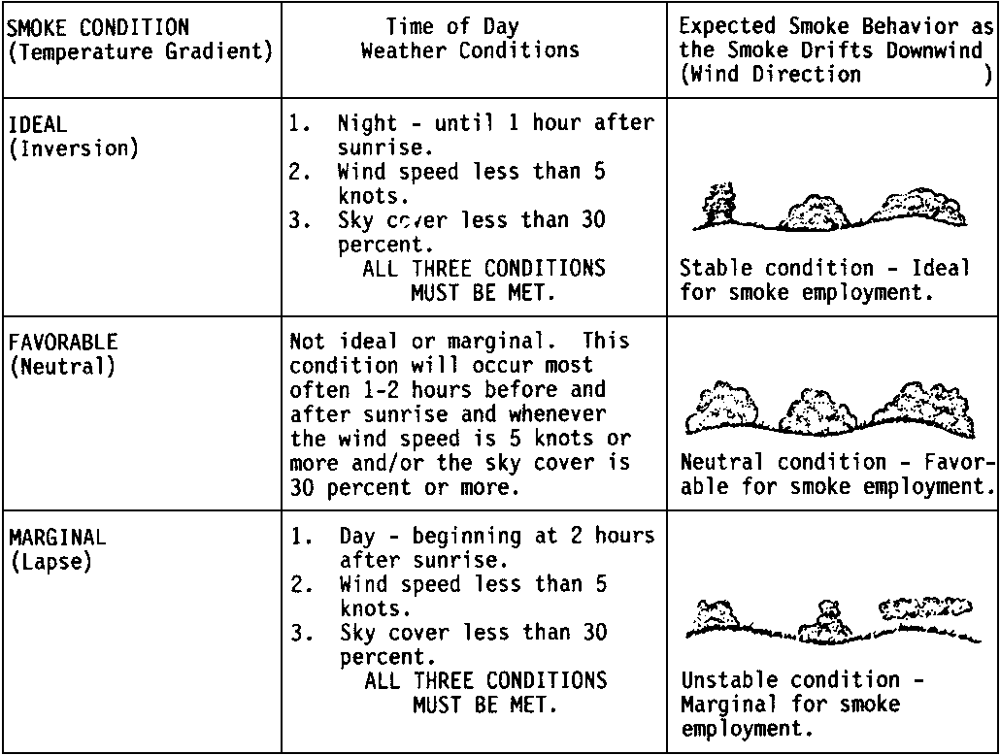 SMOKE CONDITION
(Temperature Gradient)
Time of Day
Weather Conditions
Expected Smoke Behavior as
the Smoke Drifts Downwind
(Wind Direction )
IDEAL
(Inversion)
1. Night - until 1 hour after
sunrise.
2. Wind speed less than 5
knots.
3. Sky cover less than 30
percent.
ALL THREE CONDITIONS
MUST BE MET.
Stable condition - Ideal
for smoke employment.
FAVORABLE
(Neutral)
Not ideal or marginal. This
condition will occur most
often 1-2 hours before and
after sunrise and whenever
the wind speed is 5 knots or
more and/or the sky cover is
30 percent or more.
Neutral condition - Favor-
able for smoke employment.
MARGINAL
(Lapse)
1. Day - beginning at 2 hours
after sunrise.
2. Wind speed less than 5
knots.
3. Sky cover less than 30
percent.
ALL THREE CONDITIONS
MUST BE MET.
Unstable condition -
Marginal for smoke
employment.